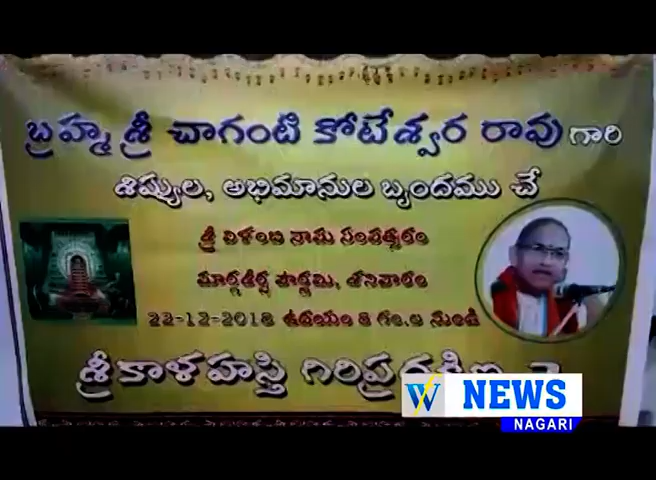 బ్రహ్మ శ్రీ చాగంటి కోటేశ్వర రావు గారి
శిష్యుల, అభిమానుల బృందము చే
శ్రీ విళంబి నామ సంవత్సరం
మార్గశీర్ష పౌర్ణమి, శనివారం
22-12-2018 ఉదయం 8 గం.ల నుండి
శ్రీ కాళహస్తి గిరిప్రదక్షిణ
W NEWS
NAGARI